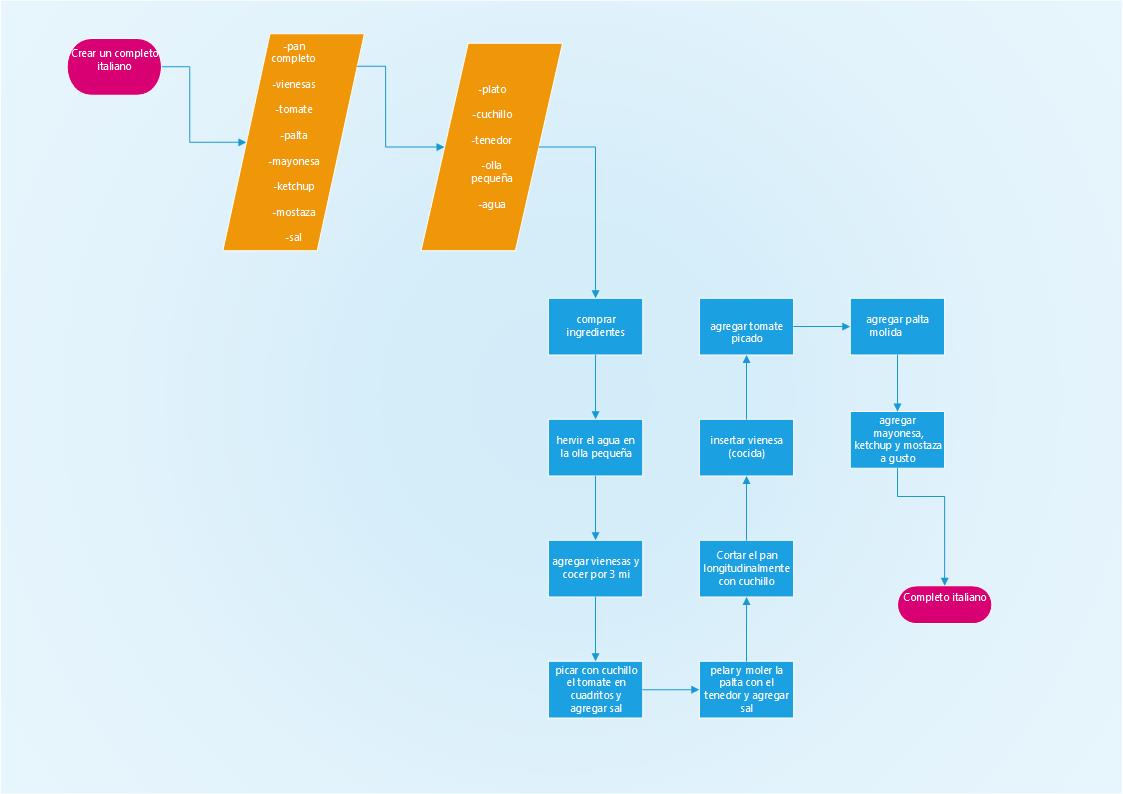 Crear un completo
italiano
-pan
completo
-vienesas
-tomate
-palta
-mayonesa
-ketchup
-mostaza
-sal
-plato
-cuchillo
-tenedor
-olla
pequeña
-agua
comprar
ingredientes
hervir el agua en
la olla pequeña
agregar vienesas y
cocer por 3 mi
picar con cuchillo
el tomate en
cuadritos y
agregar sal
pelar y moler la
palta con el
tenedor y agregar
sal
Cortar el pan
longitudinalmente
con cuchillo
insertar vienesa
(cocida)
agregar tomate
picado
agregar palta
molida
agregar
mayonesa,
ketchup y mostaza
a gusto
Completo italiano